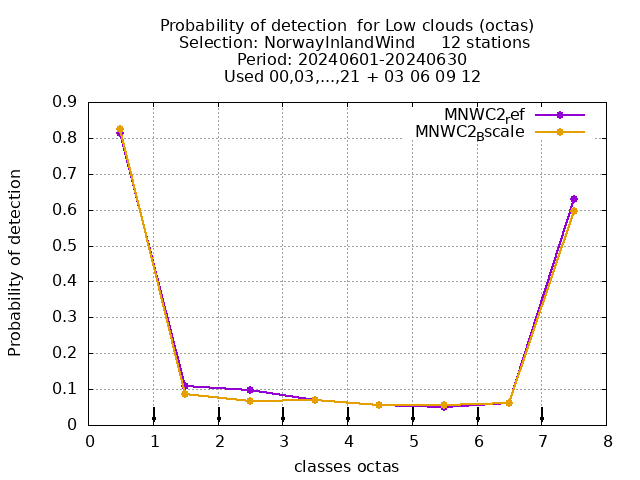 Probability of detection  for Low clouds (octas)
Selection: NorwayInlandWind     12 stations
Period: 20240601-20240630
Used 00,03,...,21 + 03 06 09 12
MNWC2_ref
MNWC2_Bscale
0.9
0.8
0.7
0.6
0.5
0.4
0.3
0.2
0.1
0
Probability of detection
0 1 2 3 4 5 6 7 8
classes octas